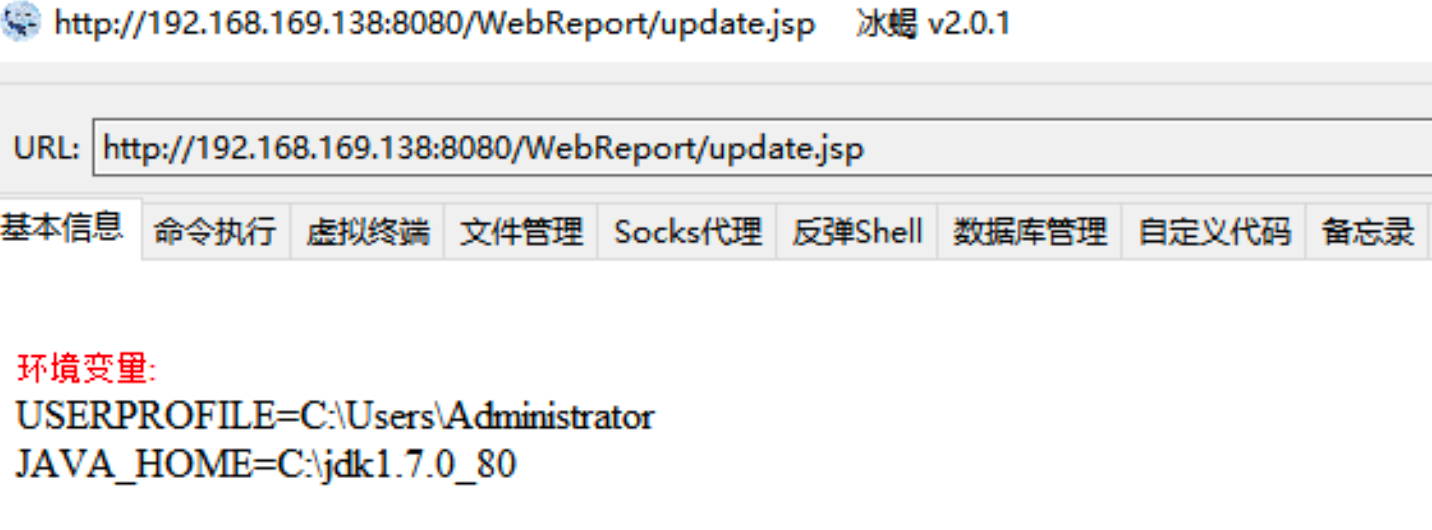 http://192.168.169.138:8080/WebReport/update.jsp 冰蝎 v2.0.1
URL: http://192.168.169.138:8080/WebReport/update.jsp
基本信息 命令执行 虚拟终端 文件管理 Socks代理 反弹Shell 数据库管理 自定义代码 备忘录
环境变量:
USERPROFILE=C:\Users\Administrator
JAVA_HOME=C:\jdk1.7.0_80